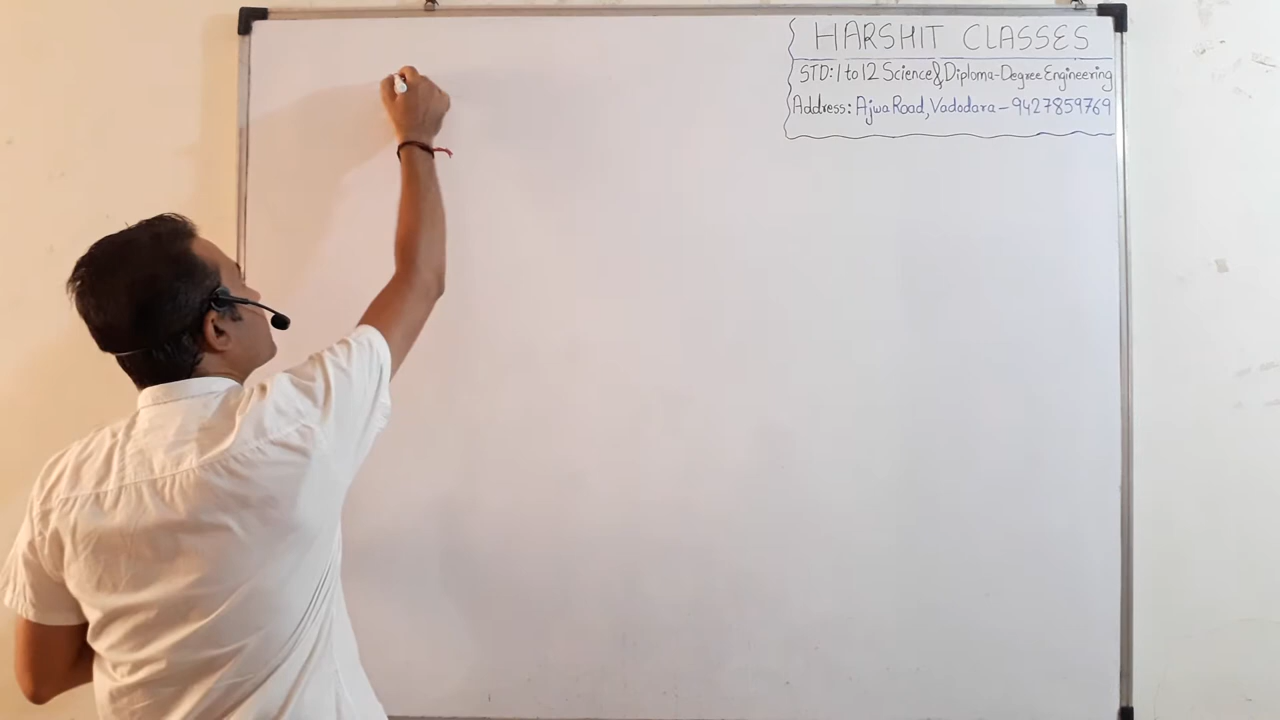 HARSHIT CLASSES
STD: 1 to 12 Science & Diploma-Degree Engineering
Address: Ajwa Road, Vadodara - 9427859769